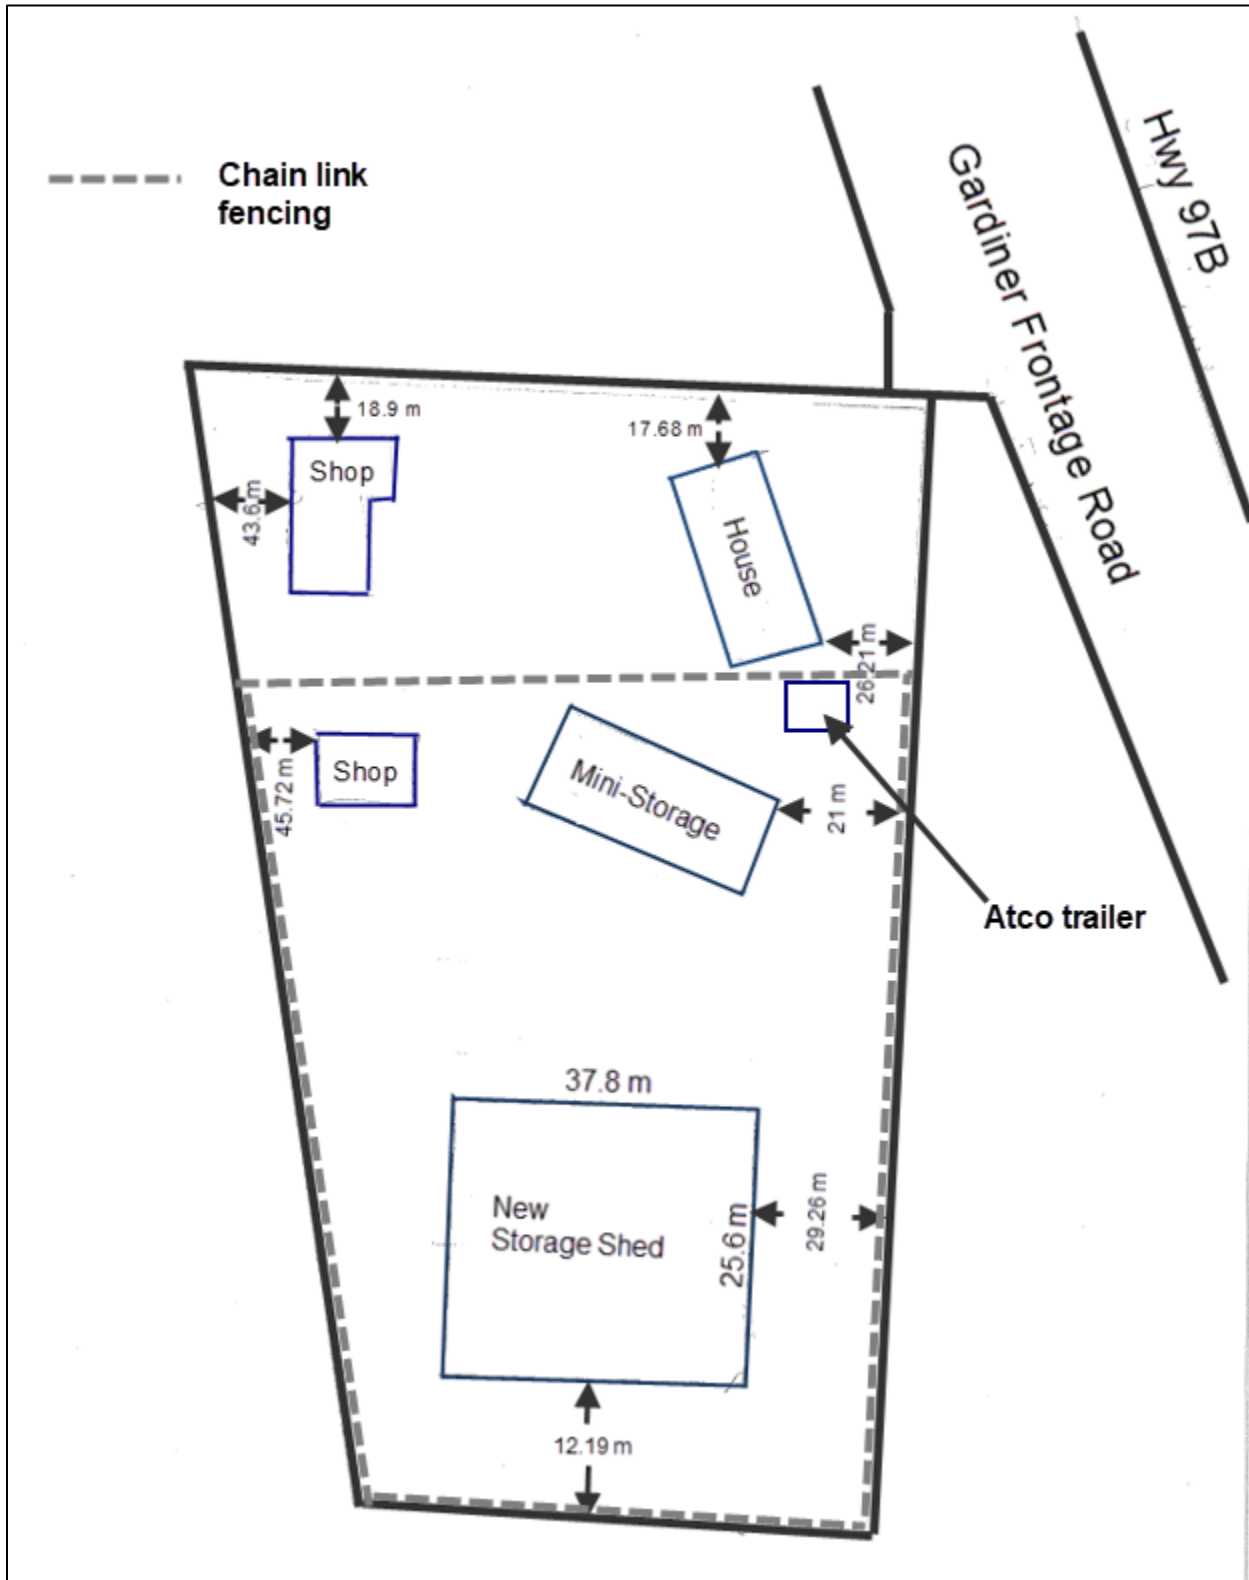 Hwy 97B
Gardiner Frontage Road
Chain link
fencing
18.9 m
17.68 m
Shop
43.6 m
House
26.21 m
45.72 m
Shop
Mini-Storage
21 m
Atco trailer
37.8 m
New
Storage Shed
25.6 m
29.26 m
12.19 m